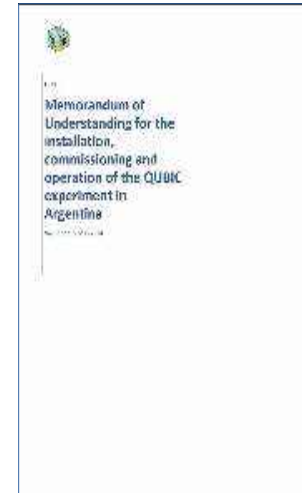 Memorandum of
Understanding for the
installation,
commissioning and
operation of the QUBIC
experiment in
Argentina